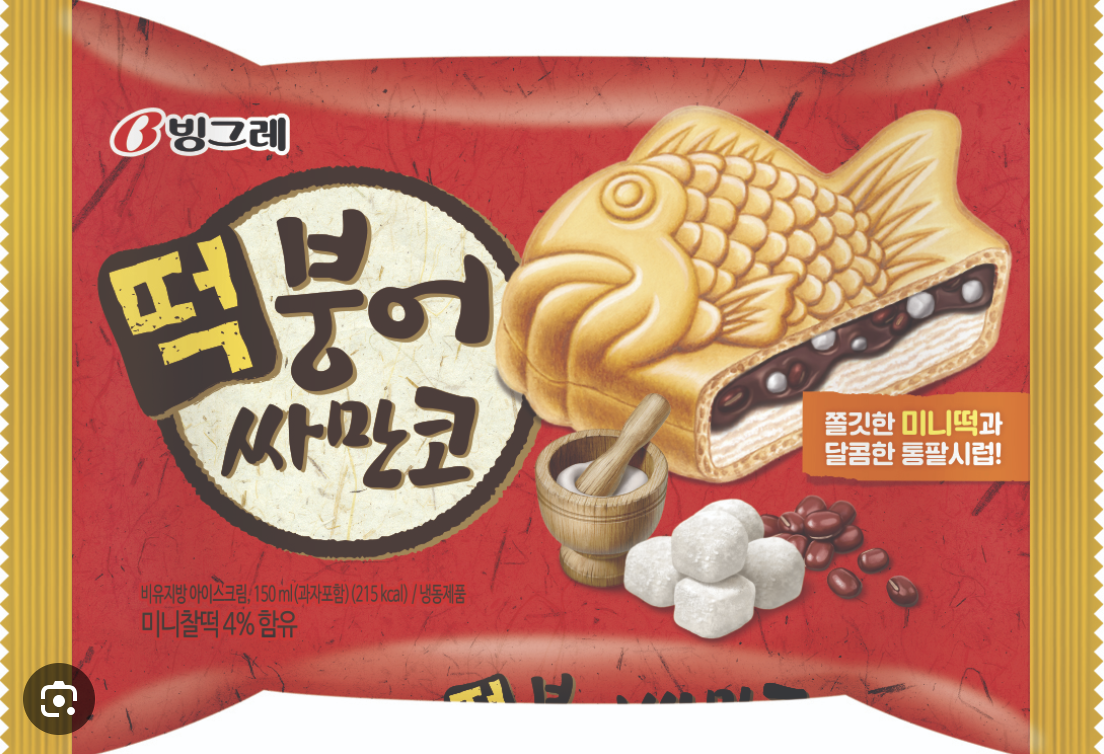 빙그레
떡
붕어
싸만코
쫄깃한 미니떡과
달콤한 통팥시럽!
비유지방 아이스크림, 150 ml(과자포함)(215 kcal) / 냉동제품
미니찰떡 4% 함유